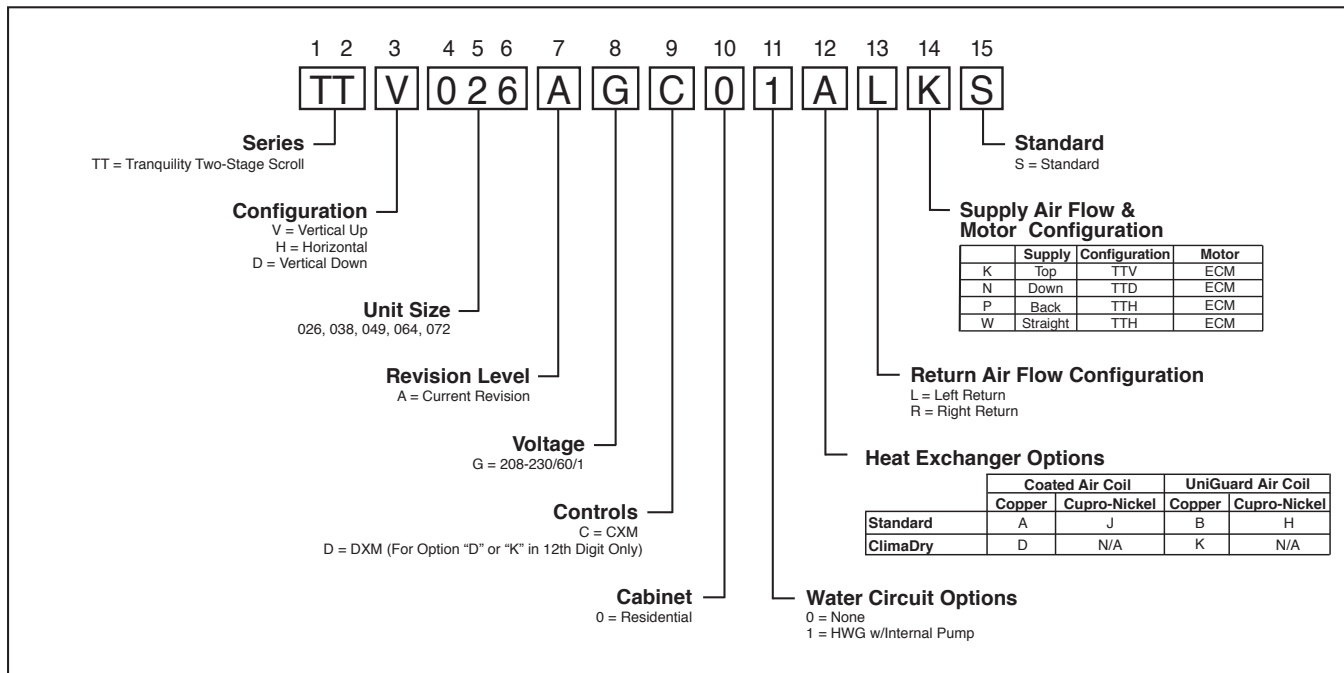 1 2 3 4 5 6 7 8 9 10 11 12 13 14 15
TT V 0 2 6 A G C 0 1 A L K S
Series
TT = Tranquility Two-Stage Scroll
Configuration
V = Vertical Up
H = Horizontal
D = Vertical Down
Unit Size
026, 038, 049, 064, 072
Revision Level
A = Current Revision
Voltage
G = 208-230/60/1
Controls
C = CXM
D = DXM (For Option “D” or “K” in 12th Digit Only)
Cabinet
0 = Residential
Standard
S = Standard
Supply Air Flow &
Motor Configuration
Supply Configuration Motor
K Top TTV ECM
N Down TTD ECM
P Back TTH ECM
W Straight TTH ECM
Return Air Flow Configuration
L = Left Return
R = Right Return
Heat Exchanger Options
Coated Air Coil UniGuard Air Coil
Copper Cupro-Nickel Copper Cupro-Nickel
Standard A J B H
ClimaDry D N/A K N/A
Water Circuit Options
0 = None
1 = HWG w/Internal Pump